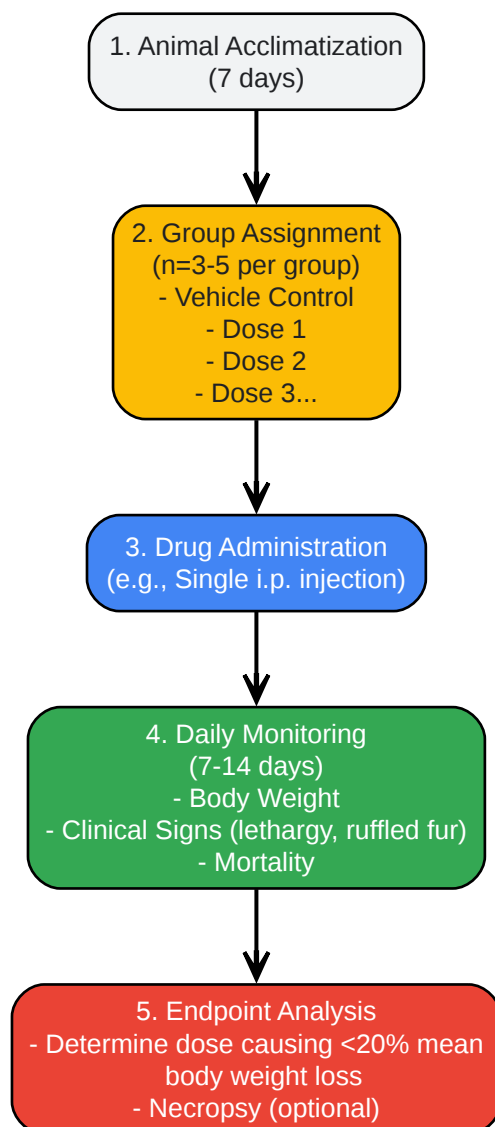 1. Animal Acclimatization
(7 days)
2. Group Assignment
(n=3-5 per group)
- Vehicle Control
- Dose 1
- Dose 2
- Dose 3...
3. Drug Administration
(e.g., Single i.p. injection)
4. Daily Monitoring
(7-14 days)
- Body Weight
- Clinical Signs (lethargy, ruffled fur)
- Mortality
5. Endpoint Analysis
- Determine dose causing <20% mean
body weight loss
- Necropsy (optional)